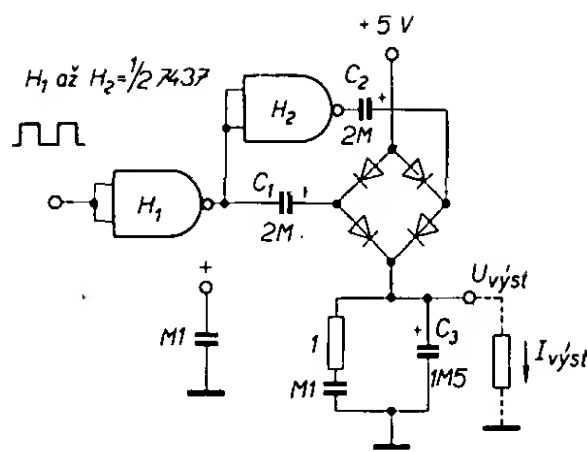 + 5 V
H₁ až H₂=1/2 7437
C₂
+
H₂
2M
C₁
+
H₁
2M
+
M1
Uvýst
1
+
C₃
M1
1M5
Ivýst